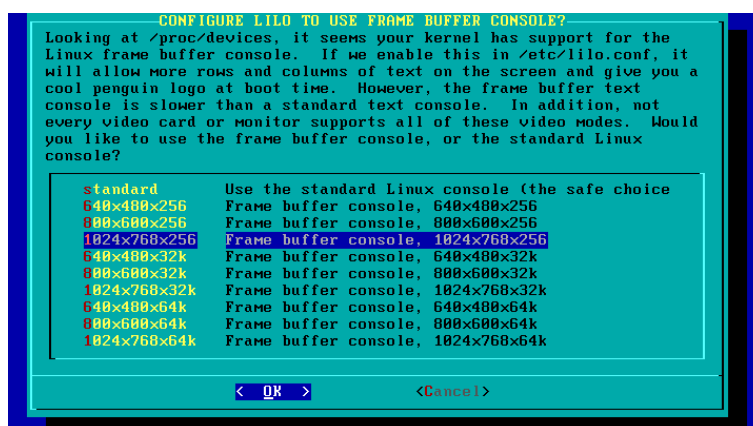 CONFIGURE LILO TO USE FRAME BUFFER CONSOLE?
Looking at /proc/devices, it seems your kernel has support for the
Linux frame buffer console.  If we enable this in /etc/lilo.conf, it
will allow more rows and columns of text on the screen and give you a
cool penguin logo at boot time.  However, the frame buffer text
console is slower than a standard text console.  In addition, not
every video card or monitor supports all of these video modes.  Would
you like to use the frame buffer console, or the standard Linux
console?
standard Use the standard Linux console (the safe choice
640x480x256 Frame buffer console, 640x480x256
800x600x256 Frame buffer console, 800x600x256
1024x768x256 Frame buffer console, 1024x768x256
640x480x32k Frame buffer console, 640x480x32k
800x600x32k Frame buffer console, 800x600x32k
1024x768x32k Frame buffer console, 1024x768x32k
640x480x64k Frame buffer console, 640x480x64k
800x600x64k Frame buffer console, 800x600x64k
1024x768x64k Frame buffer console, 1024x768x64k
< OK > <Cancel>